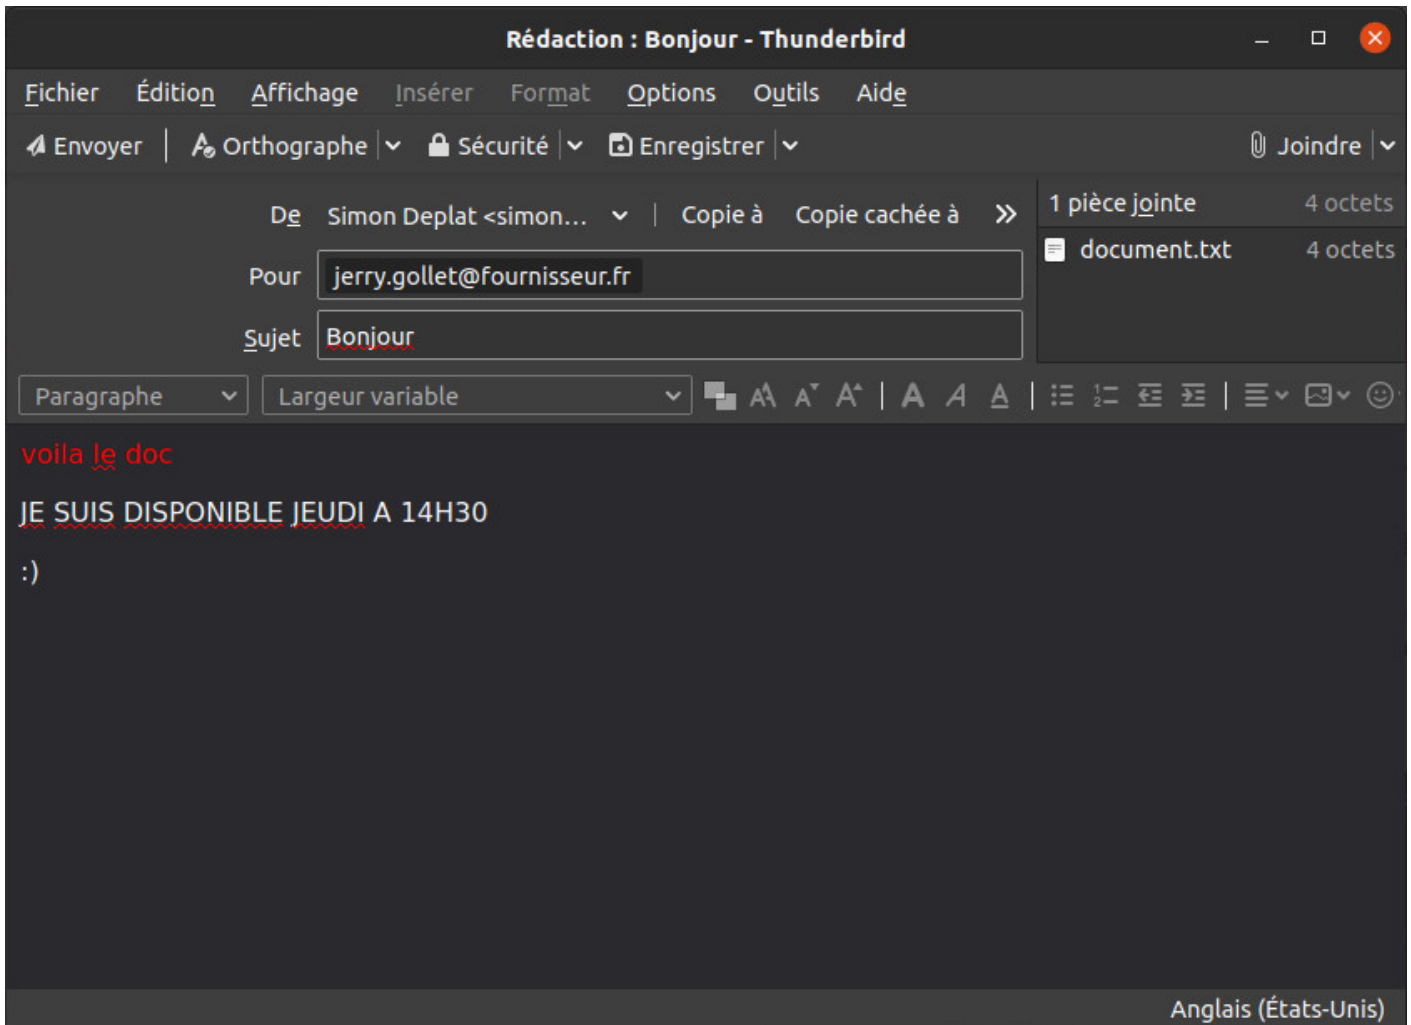 Rédaction : Bonjour - Thunderbird
Fichier Édition Affichage Insérer Format Options Outils Aide
Envoyer Orthographe Sécurité Enregistrer Joindre
De Simon Deplat <simon... Copie à Copie cachée à »
1 pièce jointe 4 octets
document.txt 4 octets
Pour jerry.gollet@fournisseur.fr
Sujet Bonjour
Paragraphe Largeur variable
voila le doc
JE SUIS DISPONIBLE JEUDI A 14H30
:)
Anglais (États-Unis)